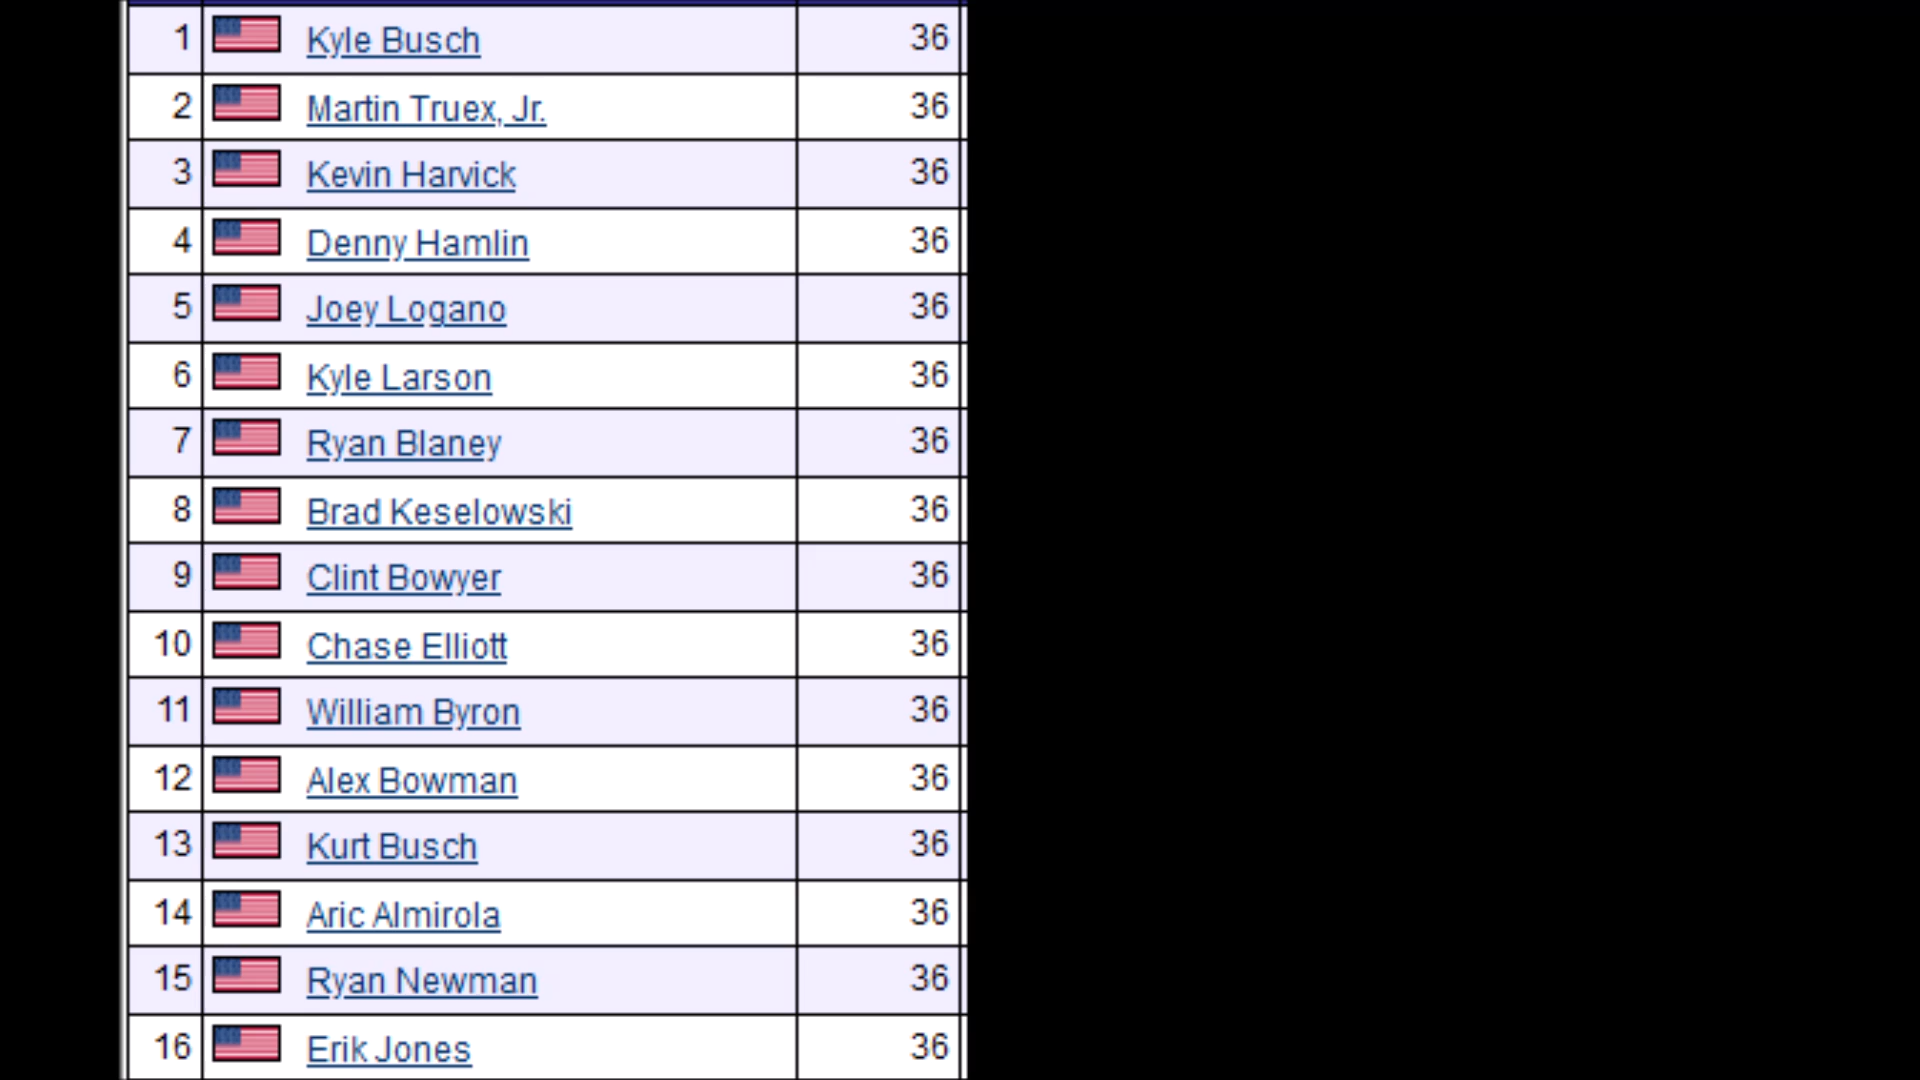 1 Kyle Busch 36
2 Martin Truex, Jr. 36
3 Kevin Harvick 36
4 Denny Hamlin 36
5 Joey Logano 36
6 Kyle Larson 36
7 Ryan Blaney 36
8 Brad Keselowski 36
9 Clint Bowyer 36
10 Chase Elliott 36
11 William Byron 36
12 Alex Bowman 36
13 Kurt Busch 36
14 Aric Almirola 36
15 Ryan Newman 36
16 Erik Jones 36